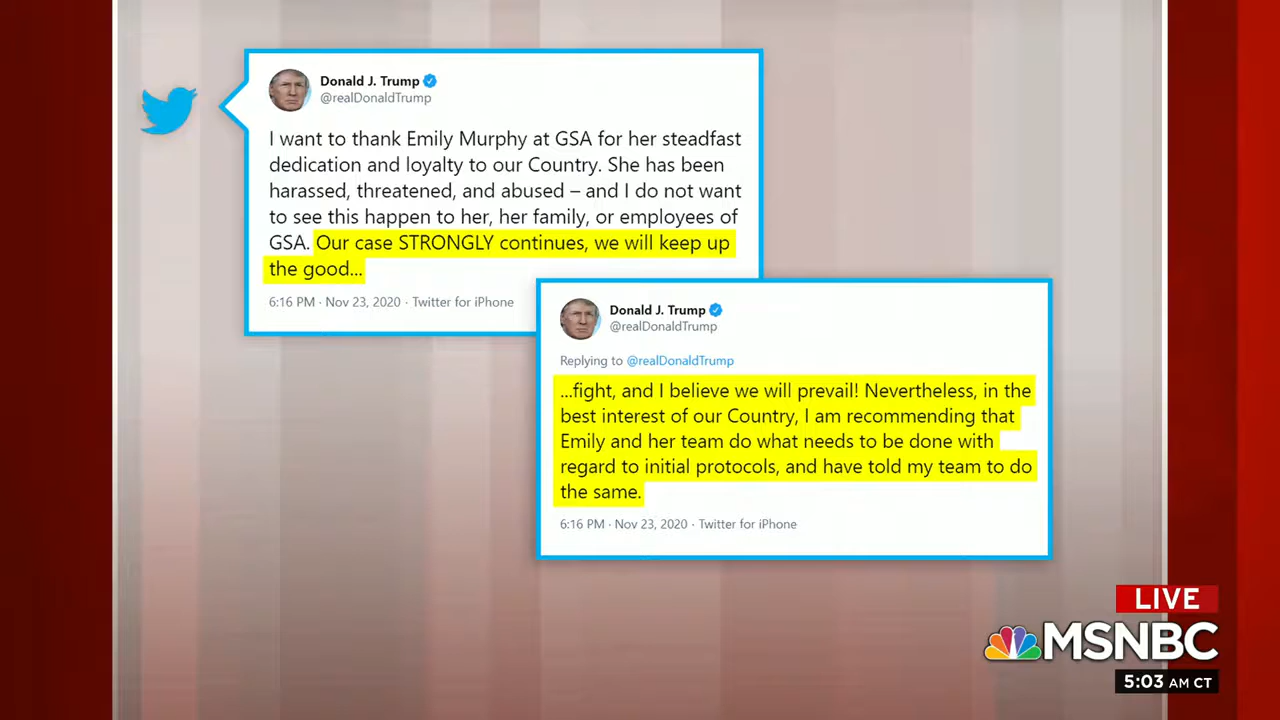 Donald J. Trump
@realDonaldTrump
I want to thank Emily Murphy at GSA for her steadfast
dedication and loyalty to our Country. She has been
harassed, threatened, and abused – and I do not want
to see this happen to her, her family, or employees of
GSA. Our case STRONGLY continues, we will keep up
the good...
6:16 PM · Nov 23, 2020 · Twitter for iPhone
Donald J. Trump
@realDonaldTrump
Replying to @realDonaldTrump
...fight, and I believe we will prevail! Nevertheless, in the
best interest of our Country, I am recommending that
Emily and her team do what needs to be done with
regard to initial protocols, and have told my team to do
the same.
6:16 PM · Nov 23, 2020 · Twitter for iPhone
LIVE
MSNBC
5:03 AM CT